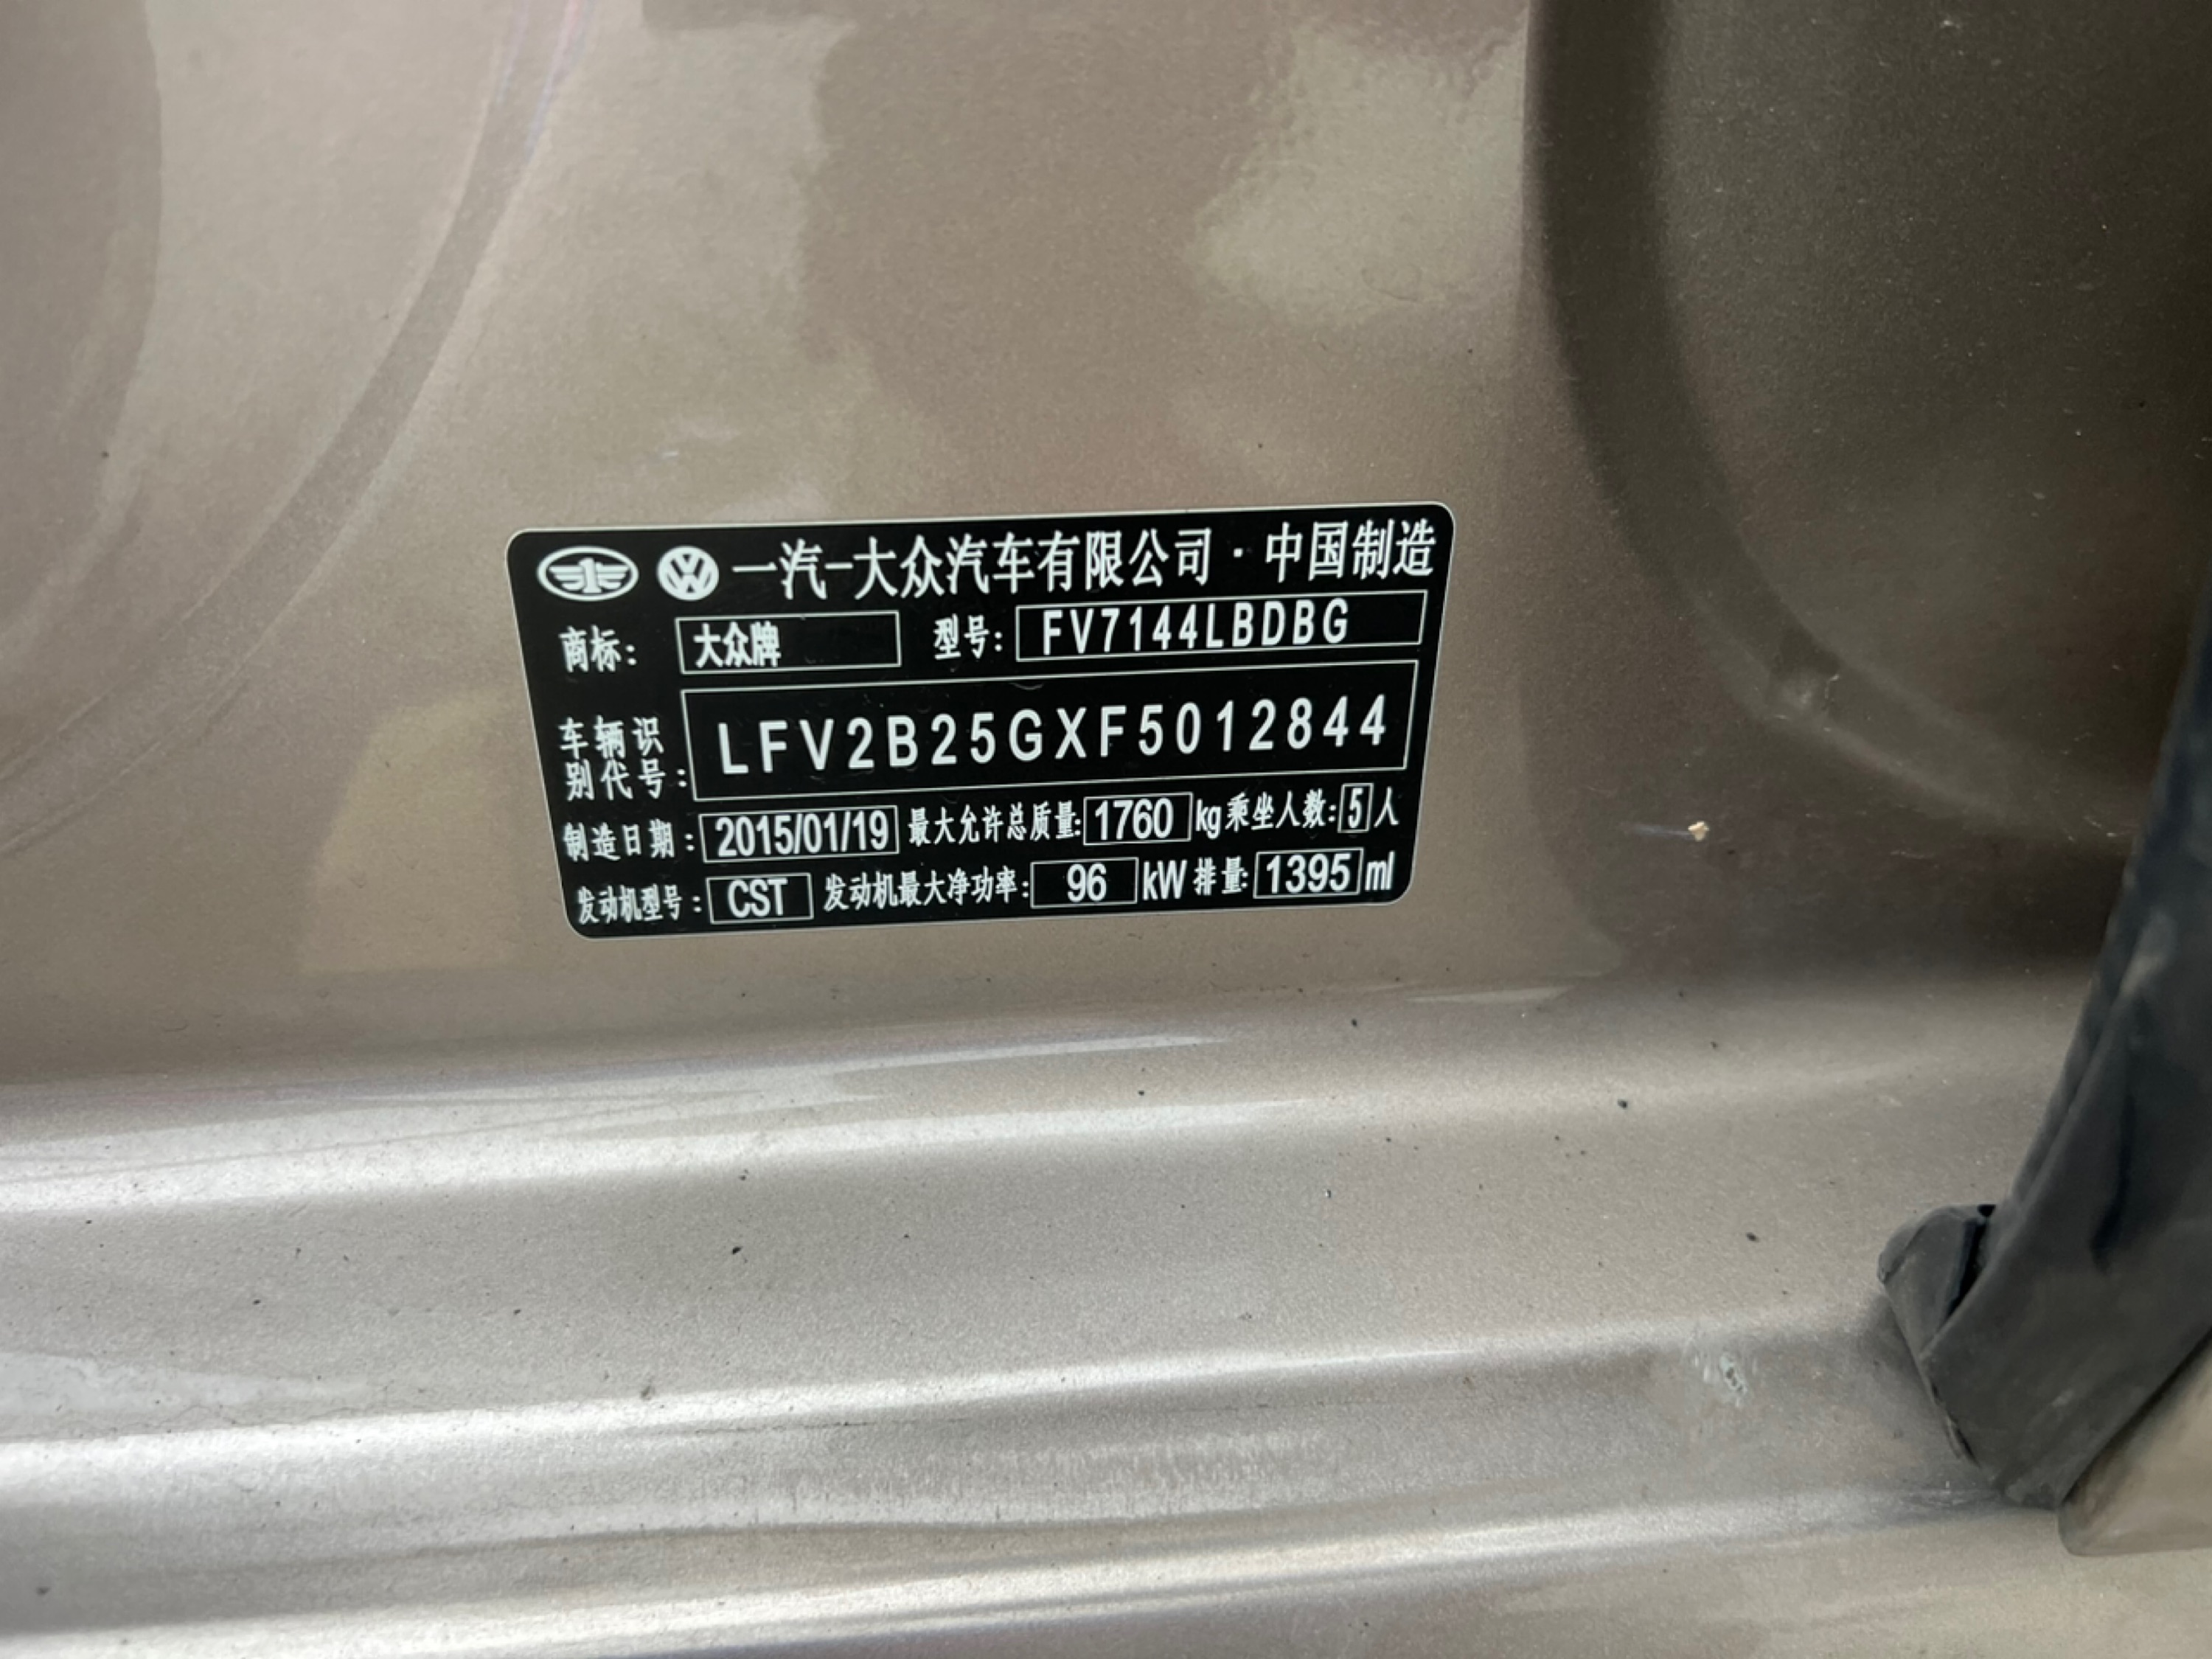 一汽-大众汽车有限公司·中国制造
商标: 大众牌 型号: FV7144LBDBG
车辆识别代号: LFV2B25GXF5012844
制造日期: 2015/01/19 最大允许总质量: 1760 kg 乘坐人数: 5 人
发动机型号: CST 发动机最大净功率: 96 kW 排量: 1395 ml